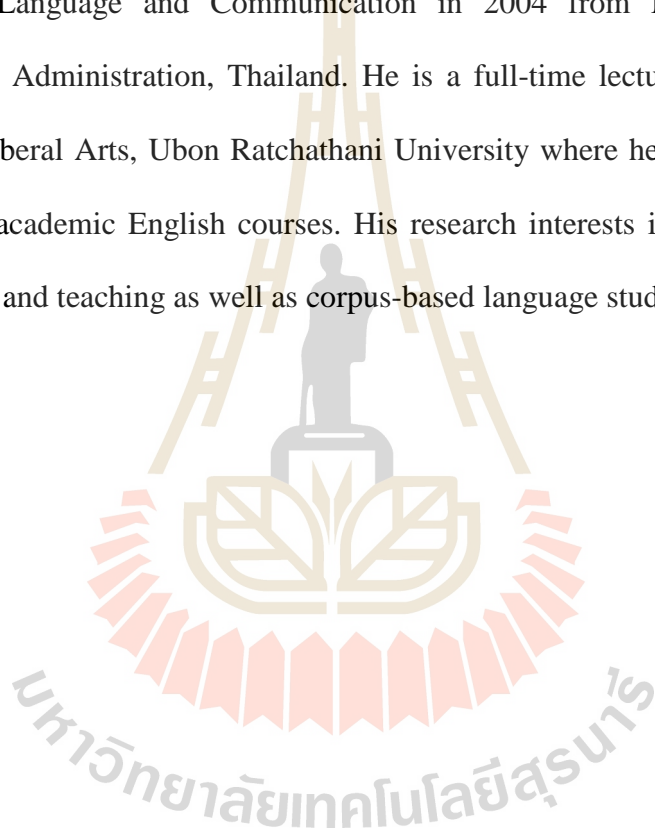 Language and Communication in 2004 from
Administration, Thailand. He is a full-time
beral Arts, Ubon Ratchathani University where he
academic English courses. His research interests
and teaching as well as corpus-based language
มหาวิทยาลัยเทคโนโลยีสุรนารี